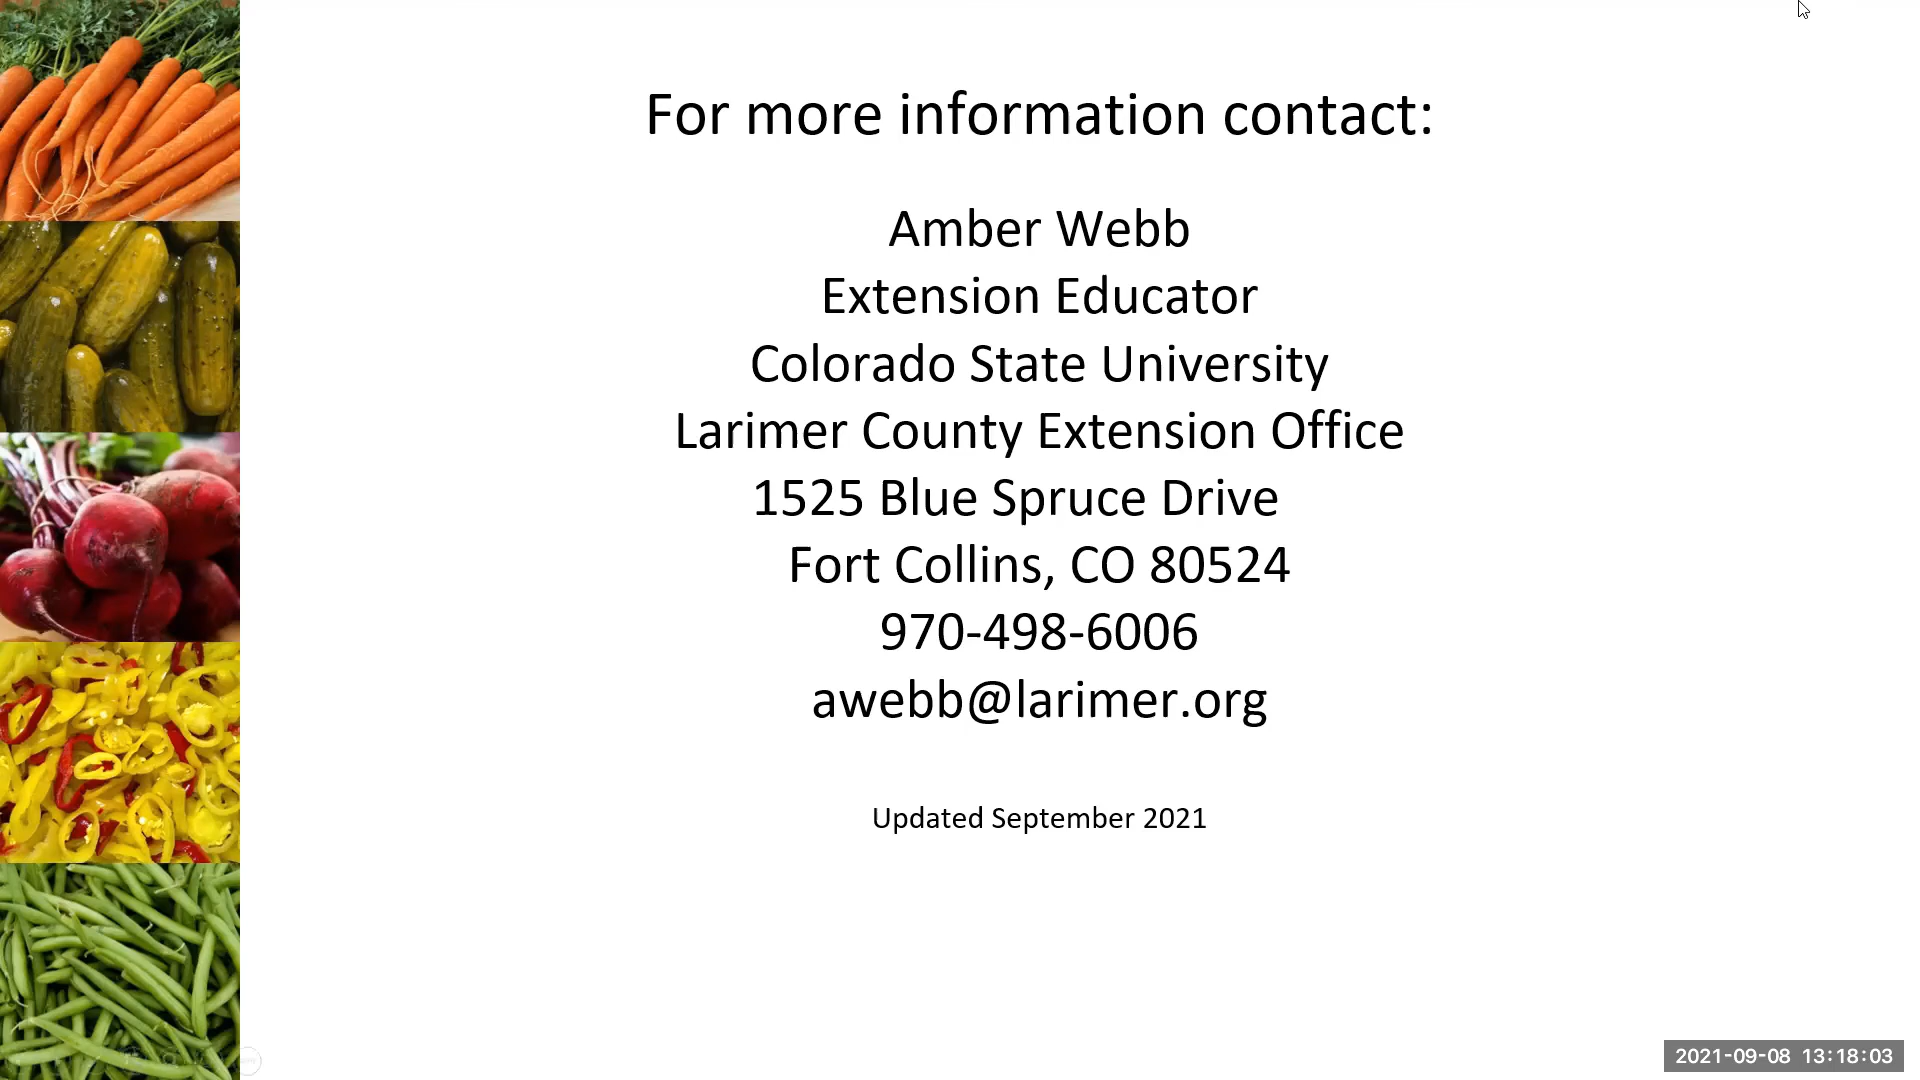 For more information contact:
Amber Webb
Extension Educator
Colorado State University
Larimer County Extension Office
1525 Blue Spruce Drive
Fort Collins, CO 80524
970-498-6006
awebb@larimer.org
Updated September 2021
2021-09-08 13:18:03